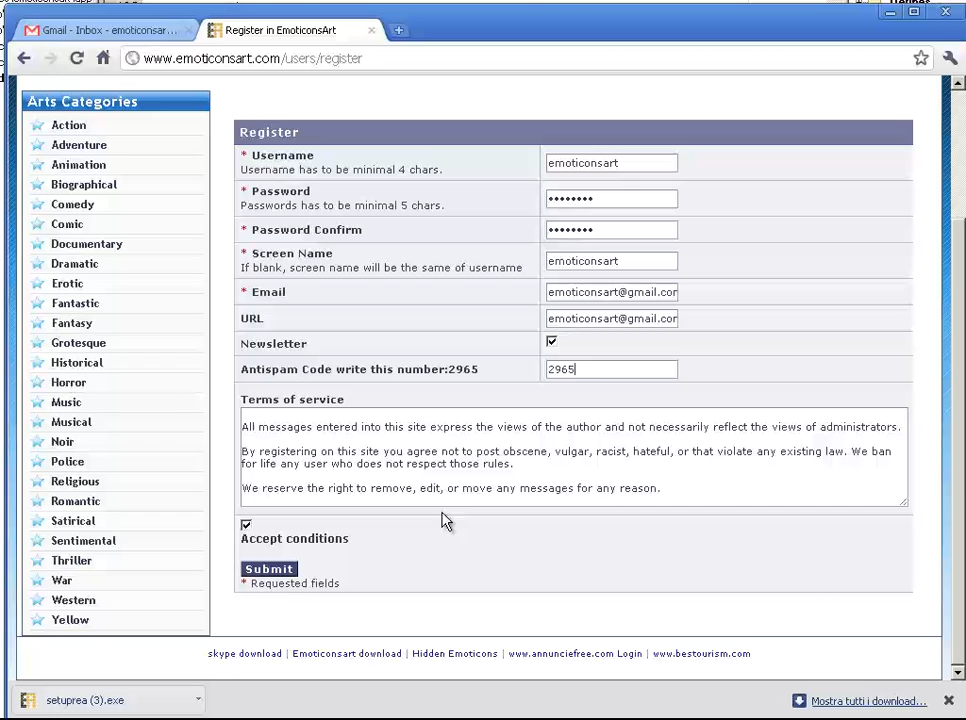 Gmail - Inbox - emoticonsar...
Register in EmoticonsArt
www.emoticonsart.com/users/register
Arts Categories
Action
Adventure
Animation
Biographical
Comedy
Comic
Documentary
Dramatic
Erotic
Fantastic
Fantasy
Grotesque
Historical
Horror
Music
Musical
Noir
Police
Religious
Romantic
Satirical
Sentimental
Thriller
War
Western
Yellow
Register
* Username
Username has to be minimal 4 chars.
emoticonsart
* Password
Passwords has to be minimal 5 chars.
••••••••
* Password Confirm
••••••••
* Screen Name
If blank, screen name will be the same of username
emoticonsart
* Email
emoticonsart@gmail.cor
URL
emoticonsart@gmail.cor
Newsletter
Antispam Code write this number:2965
2965
Terms of service
All messages entered into this site express the views of the author and not necessarily reflect the views of administrators.
By registering on this site you agree not to post obscene, vulgar, racist, hateful, or that violate any existing law. We ban
for life any user who does not respect those rules.
We reserve the right to remove, edit, or move any messages for any reason.
Accept conditions
Submit
* Requested fields
skype download | Emoticonsart download | Hidden Emoticons | www.annunciefree.com Login | www.bestourism.com
setuprea (3).exe
Mostra tutti i download...